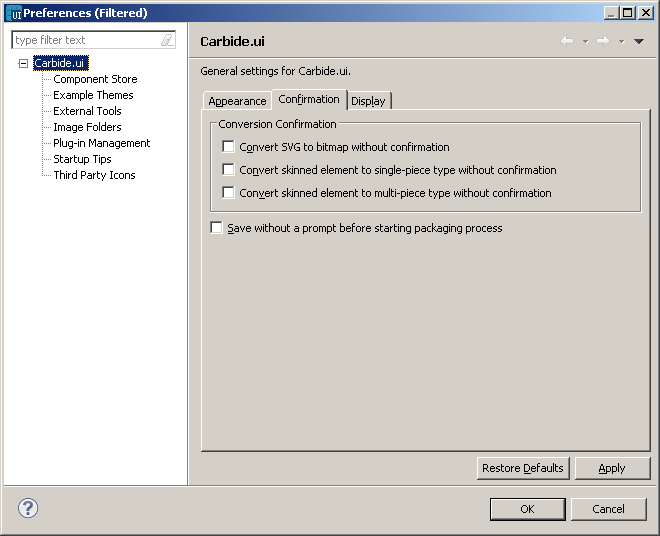 UI Preferences (Filtered)
type filter text
Carbide.ui
Component Store
Example Themes
External Tools
Image Folders
Plug-in Management
Startup Tips
Third Party Icons
Carbide.ui
General settings for Carbide.ui.
Appearance Confirmation Display
Conversion Confirmation
Convert SVG to bitmap without confirmation
Convert skinned element to single-piece type without confirmation
Convert skinned element to multi-piece type without confirmation
Save without a prompt before starting packaging process
Restore Defaults Apply
? OK Cancel